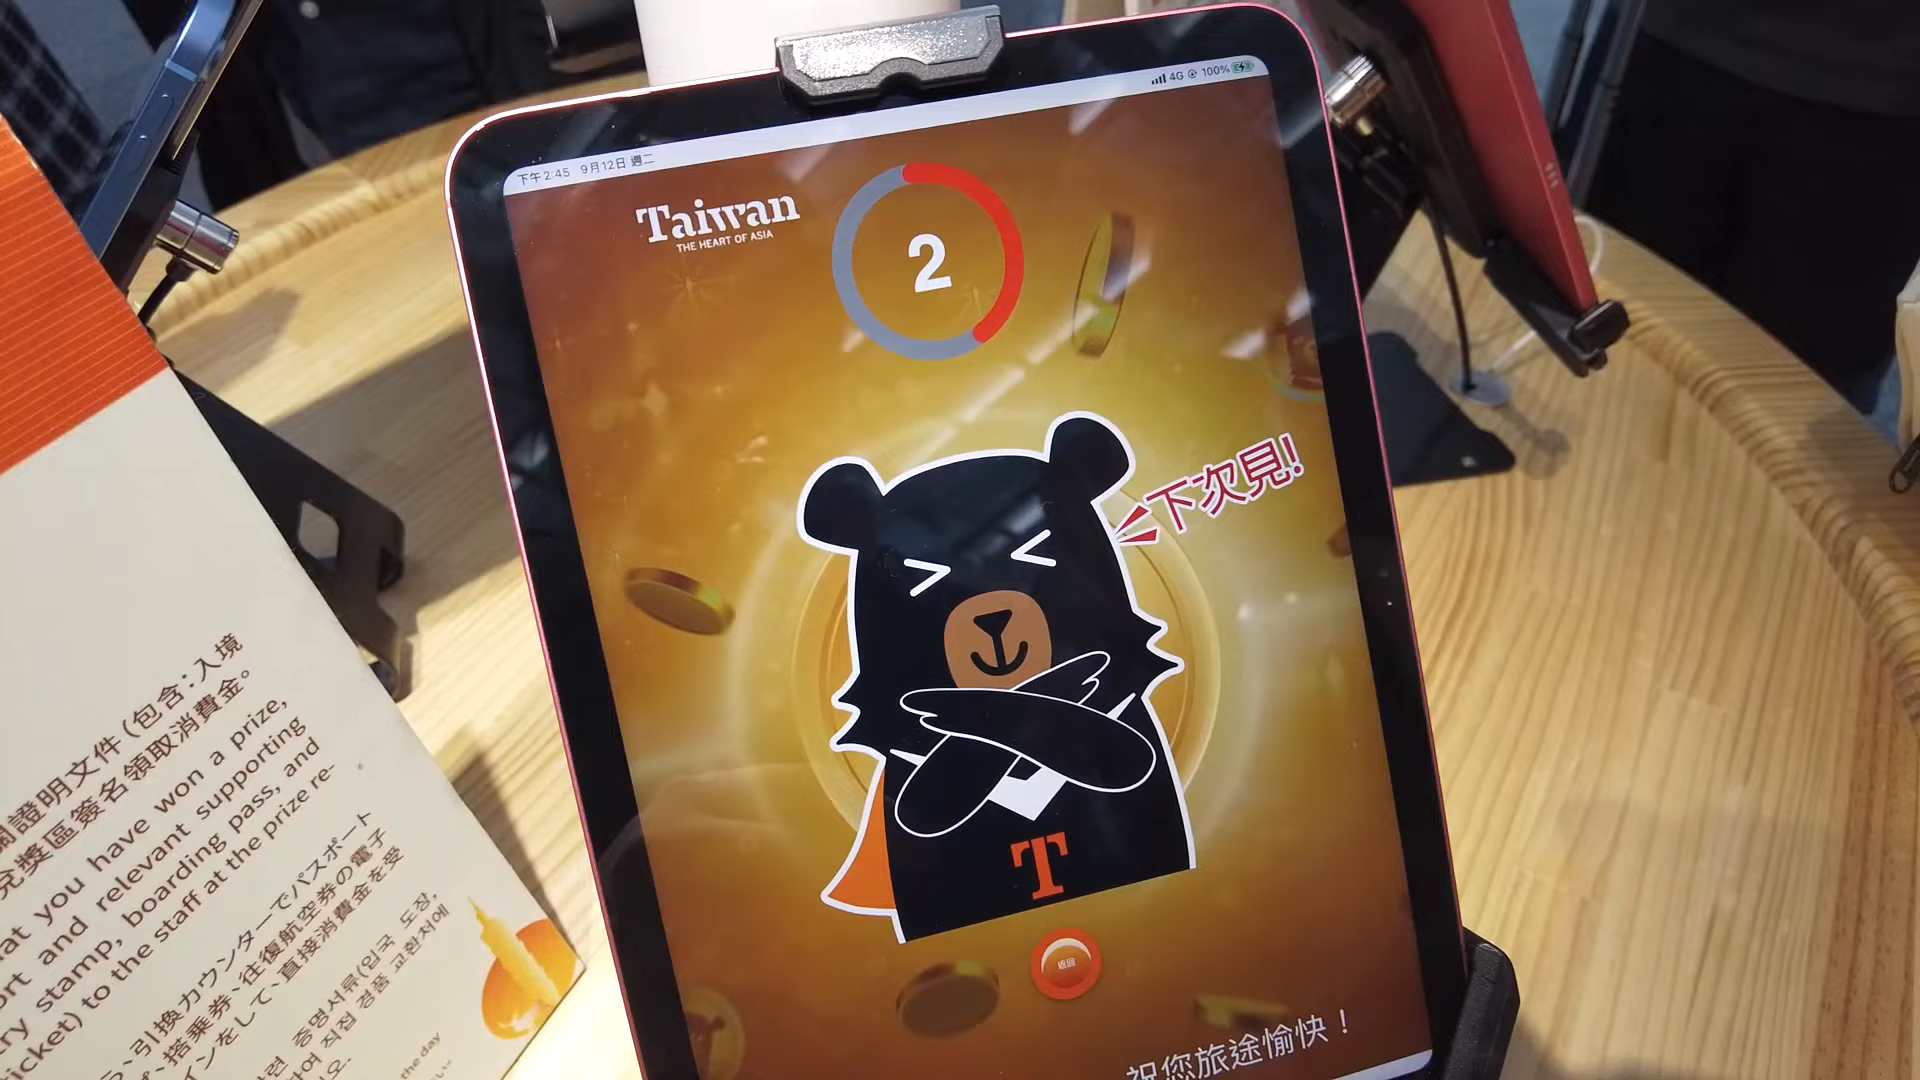 下午2:45 9月12日 週二
4G 100%
Taiwan
THE HEART OF ASIA
2
下次見!
T
返回
祝您旅途愉快！
關證明文件(包含:入境
兌獎區簽名領取消費金。
at you have won a prize,
ort and relevant supporting
try stamp, boarding pass, and
icket) to the staff at the prize re-
、引換カウンターでパスポート
、搭乗券、往復航空券の電子
インをして、直接消費金を受
증명서류(입국 도장,
직접 경품 교환처에
the day